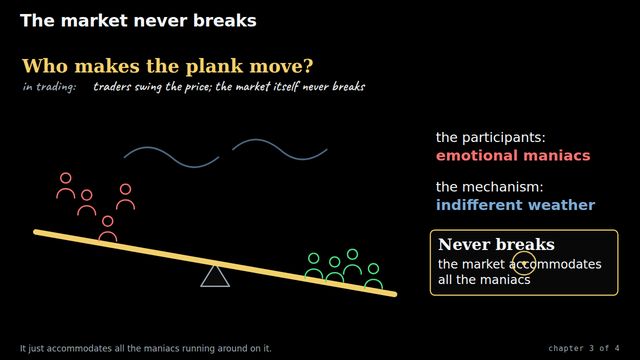 The market never breaks
Who makes the plank move?
in trading: traders swing the price; the market itself never breaks
the participants:
emotional maniacs
the mechanism:
indifferent weather
Never breaks
the market accommodates
all the maniacs
It just accommodates all the maniacs running around on it.
chapter 3 of 4